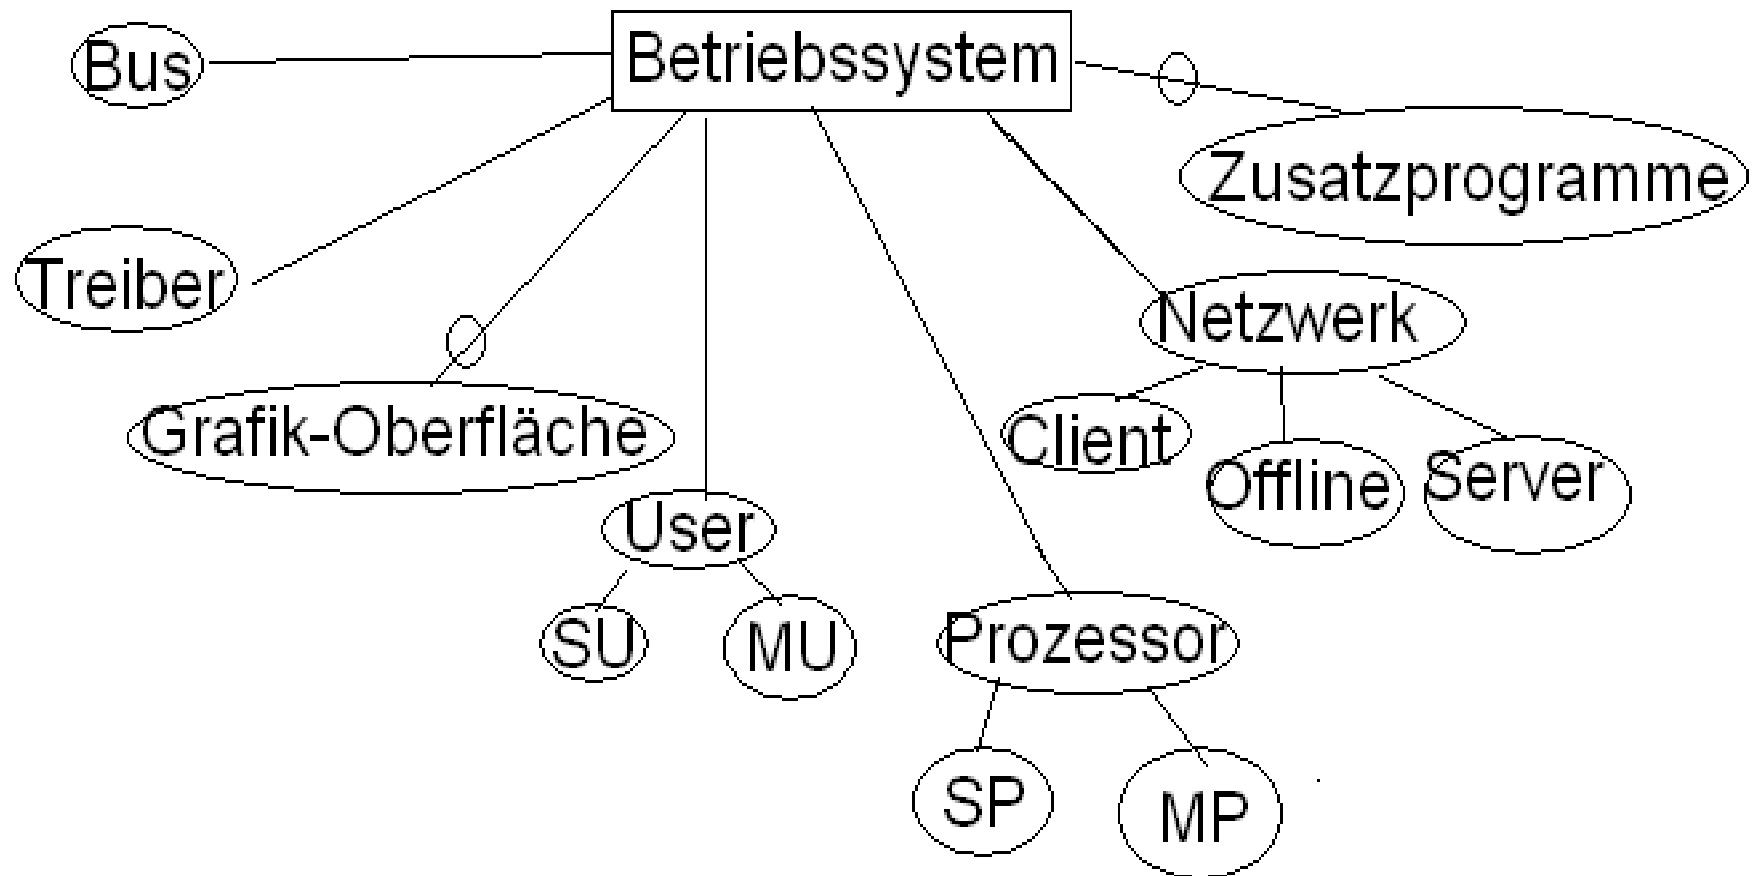 Betriebssystem
Bus
Zusatzprogramme
Treiber
Netzwerk
Grafik-Oberfläche
Client
Offline
Server
User
SU
MU
Prozessor
SP
MP